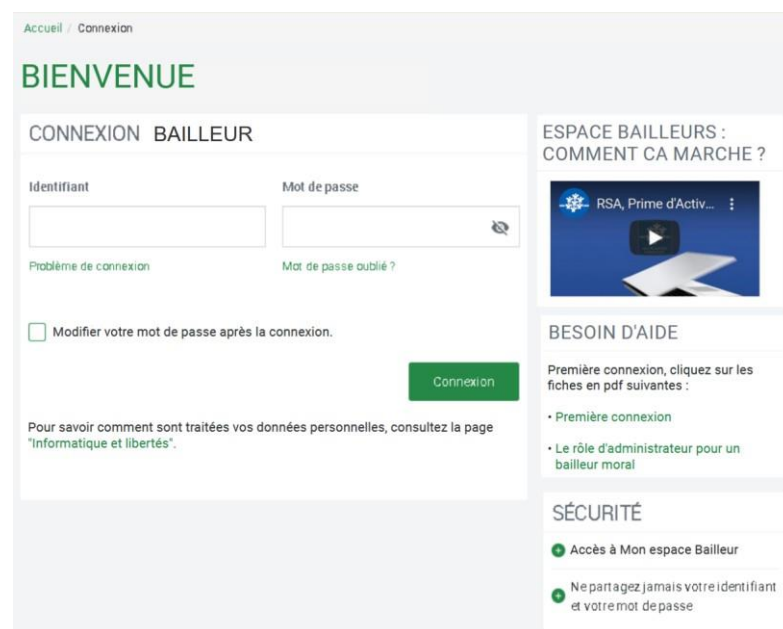 Accueil / Connexion
BIENVENUE
CONNEXION BAILLEUR
Identifiant
Mot de passe
Problème de connexion
Mot de passe oublié ?
Modifier votre mot de passe après la connexion.
Connexion
Pour savoir comment sont traitées vos données personnelles, consultez la page
"Informatique et libertés".
ESPACE BAILLEURS :
COMMENT CA MARCHE ?
RSA, Prime d'Activ...
BESOIN D'AIDE
Première connexion, cliquez sur les
fiches en pdf suivantes :
• Première connexion
• Le rôle d'administrateur pour un
bailleur moral
SÉCURITÉ
Accès à Mon espace Bailleur
Ne partagez jamais votre identifiant
et votre mot de passe